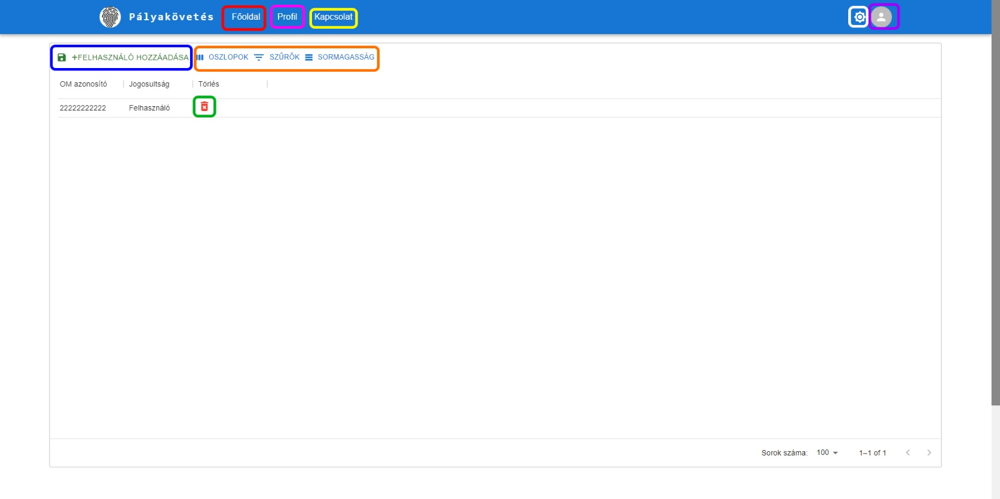 Pályakövetés Főoldal Profil Kapcsolat
+FELHASZNÁLÓ HOZZÁADÁSA OSZLOPOK SZŰRŐK SORMAGASSÁG
OM azonosító Jogosultság Törlés
22222222222 Felhasználó
Sorok száma: 100 1–1 of 1